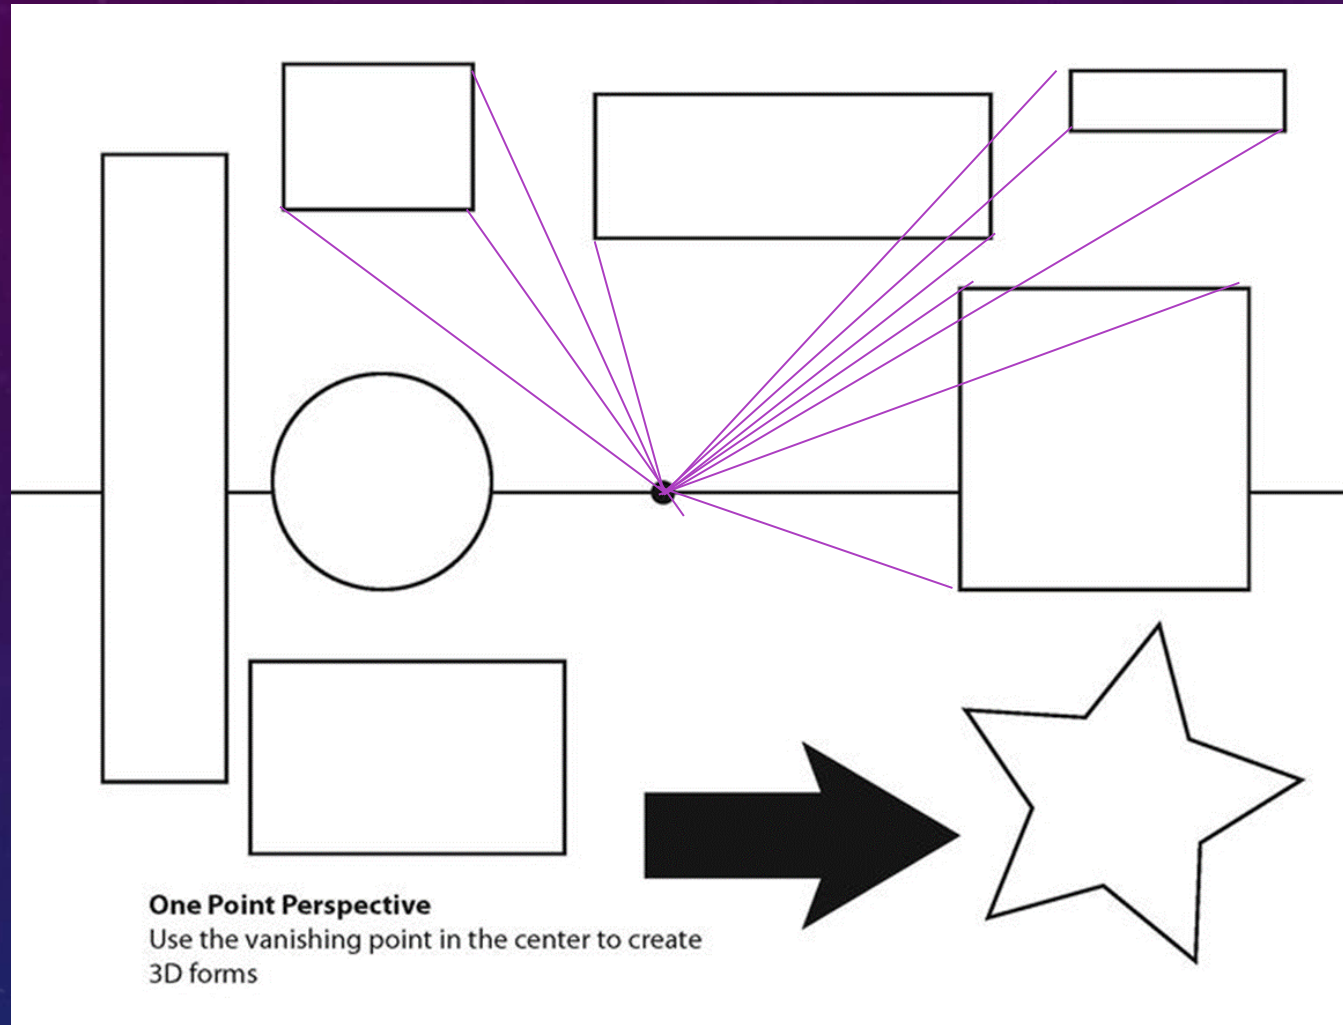 One Point Perspective
Use the vanishing point in the center to create
3D forms